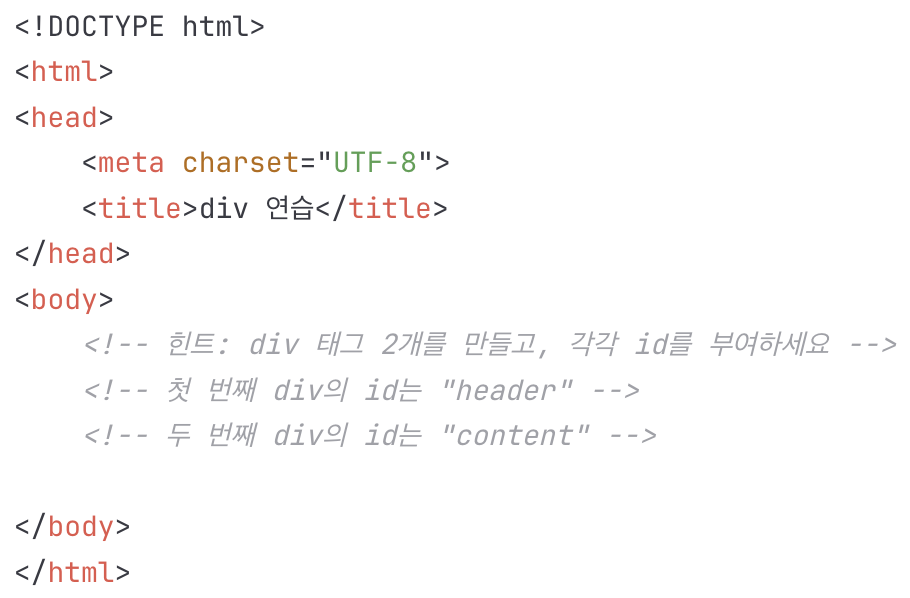 <!DOCTYPE html>
<html>
<head>
    <meta charset="UTF-8">
    <title>div 연습</title>
</head>
<body>
    <!-- 힌트: div 태그 2개를 만들고, 각각 id를 부여하세요 -->
    <!-- 첫 번째 div의 id는 "header" -->
    <!-- 두 번째 div의 id는 "content" -->

</body>
</html>